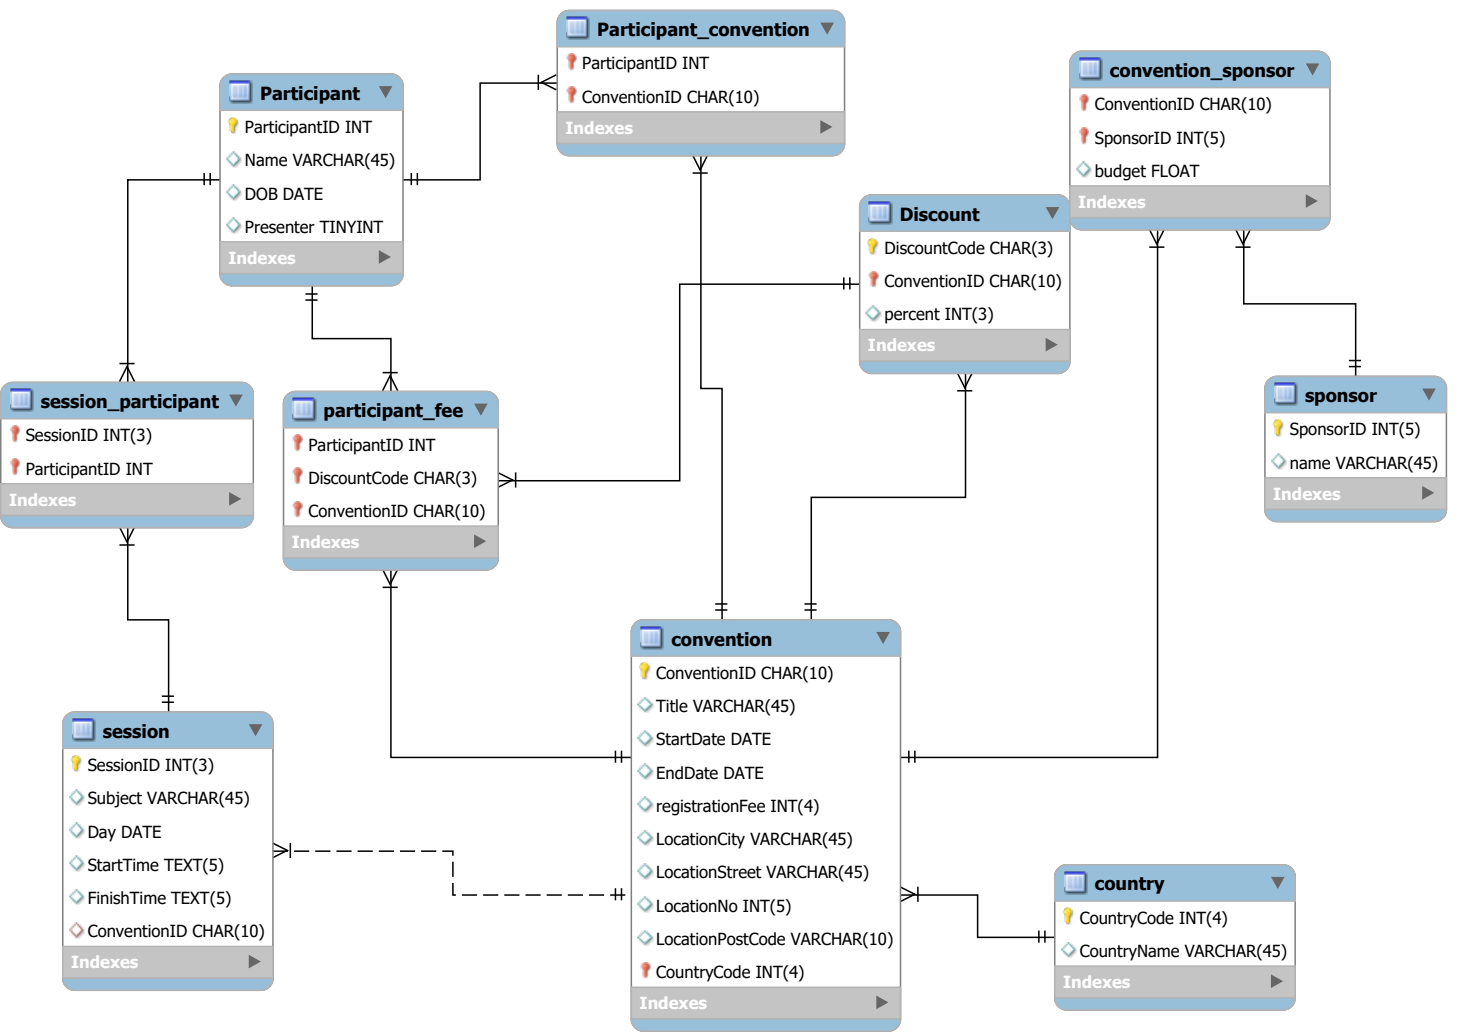 Participant_convention
ParticipantID INT
ConventionID CHAR(10)
Indexes
convention_sponsor
ConventionID CHAR(10)
SponsorID INT(5)
budget FLOAT
Indexes
Participant
ParticipantID INT
Name VARCHAR(45)
DOB DATE
Presenter TINYINT
Indexes
Discount
DiscountCode CHAR(3)
ConventionID CHAR(10)
percent INT(3)
Indexes
session_participant
SessionID INT(3)
ParticipantID INT
Indexes
participant_fee
ParticipantID INT
DiscountCode CHAR(3)
ConventionID CHAR(10)
Indexes
sponsor
SponsorID INT(5)
name VARCHAR(45)
Indexes
convention
ConventionID CHAR(10)
Title VARCHAR(45)
StartDate DATE
EndDate DATE
registrationFee INT(4)
LocationCity VARCHAR(45)
LocationStreet VARCHAR(45)
LocationNo INT(5)
LocationPostCode VARCHAR(10)
CountryCode INT(4)
Indexes
session
SessionID INT(3)
Subject VARCHAR(45)
Day DATE
StartTime TEXT(5)
FinishTime TEXT(5)
ConventionID CHAR(10)
Indexes
country
CountryCode INT(4)
CountryName VARCHAR(45)
Indexes